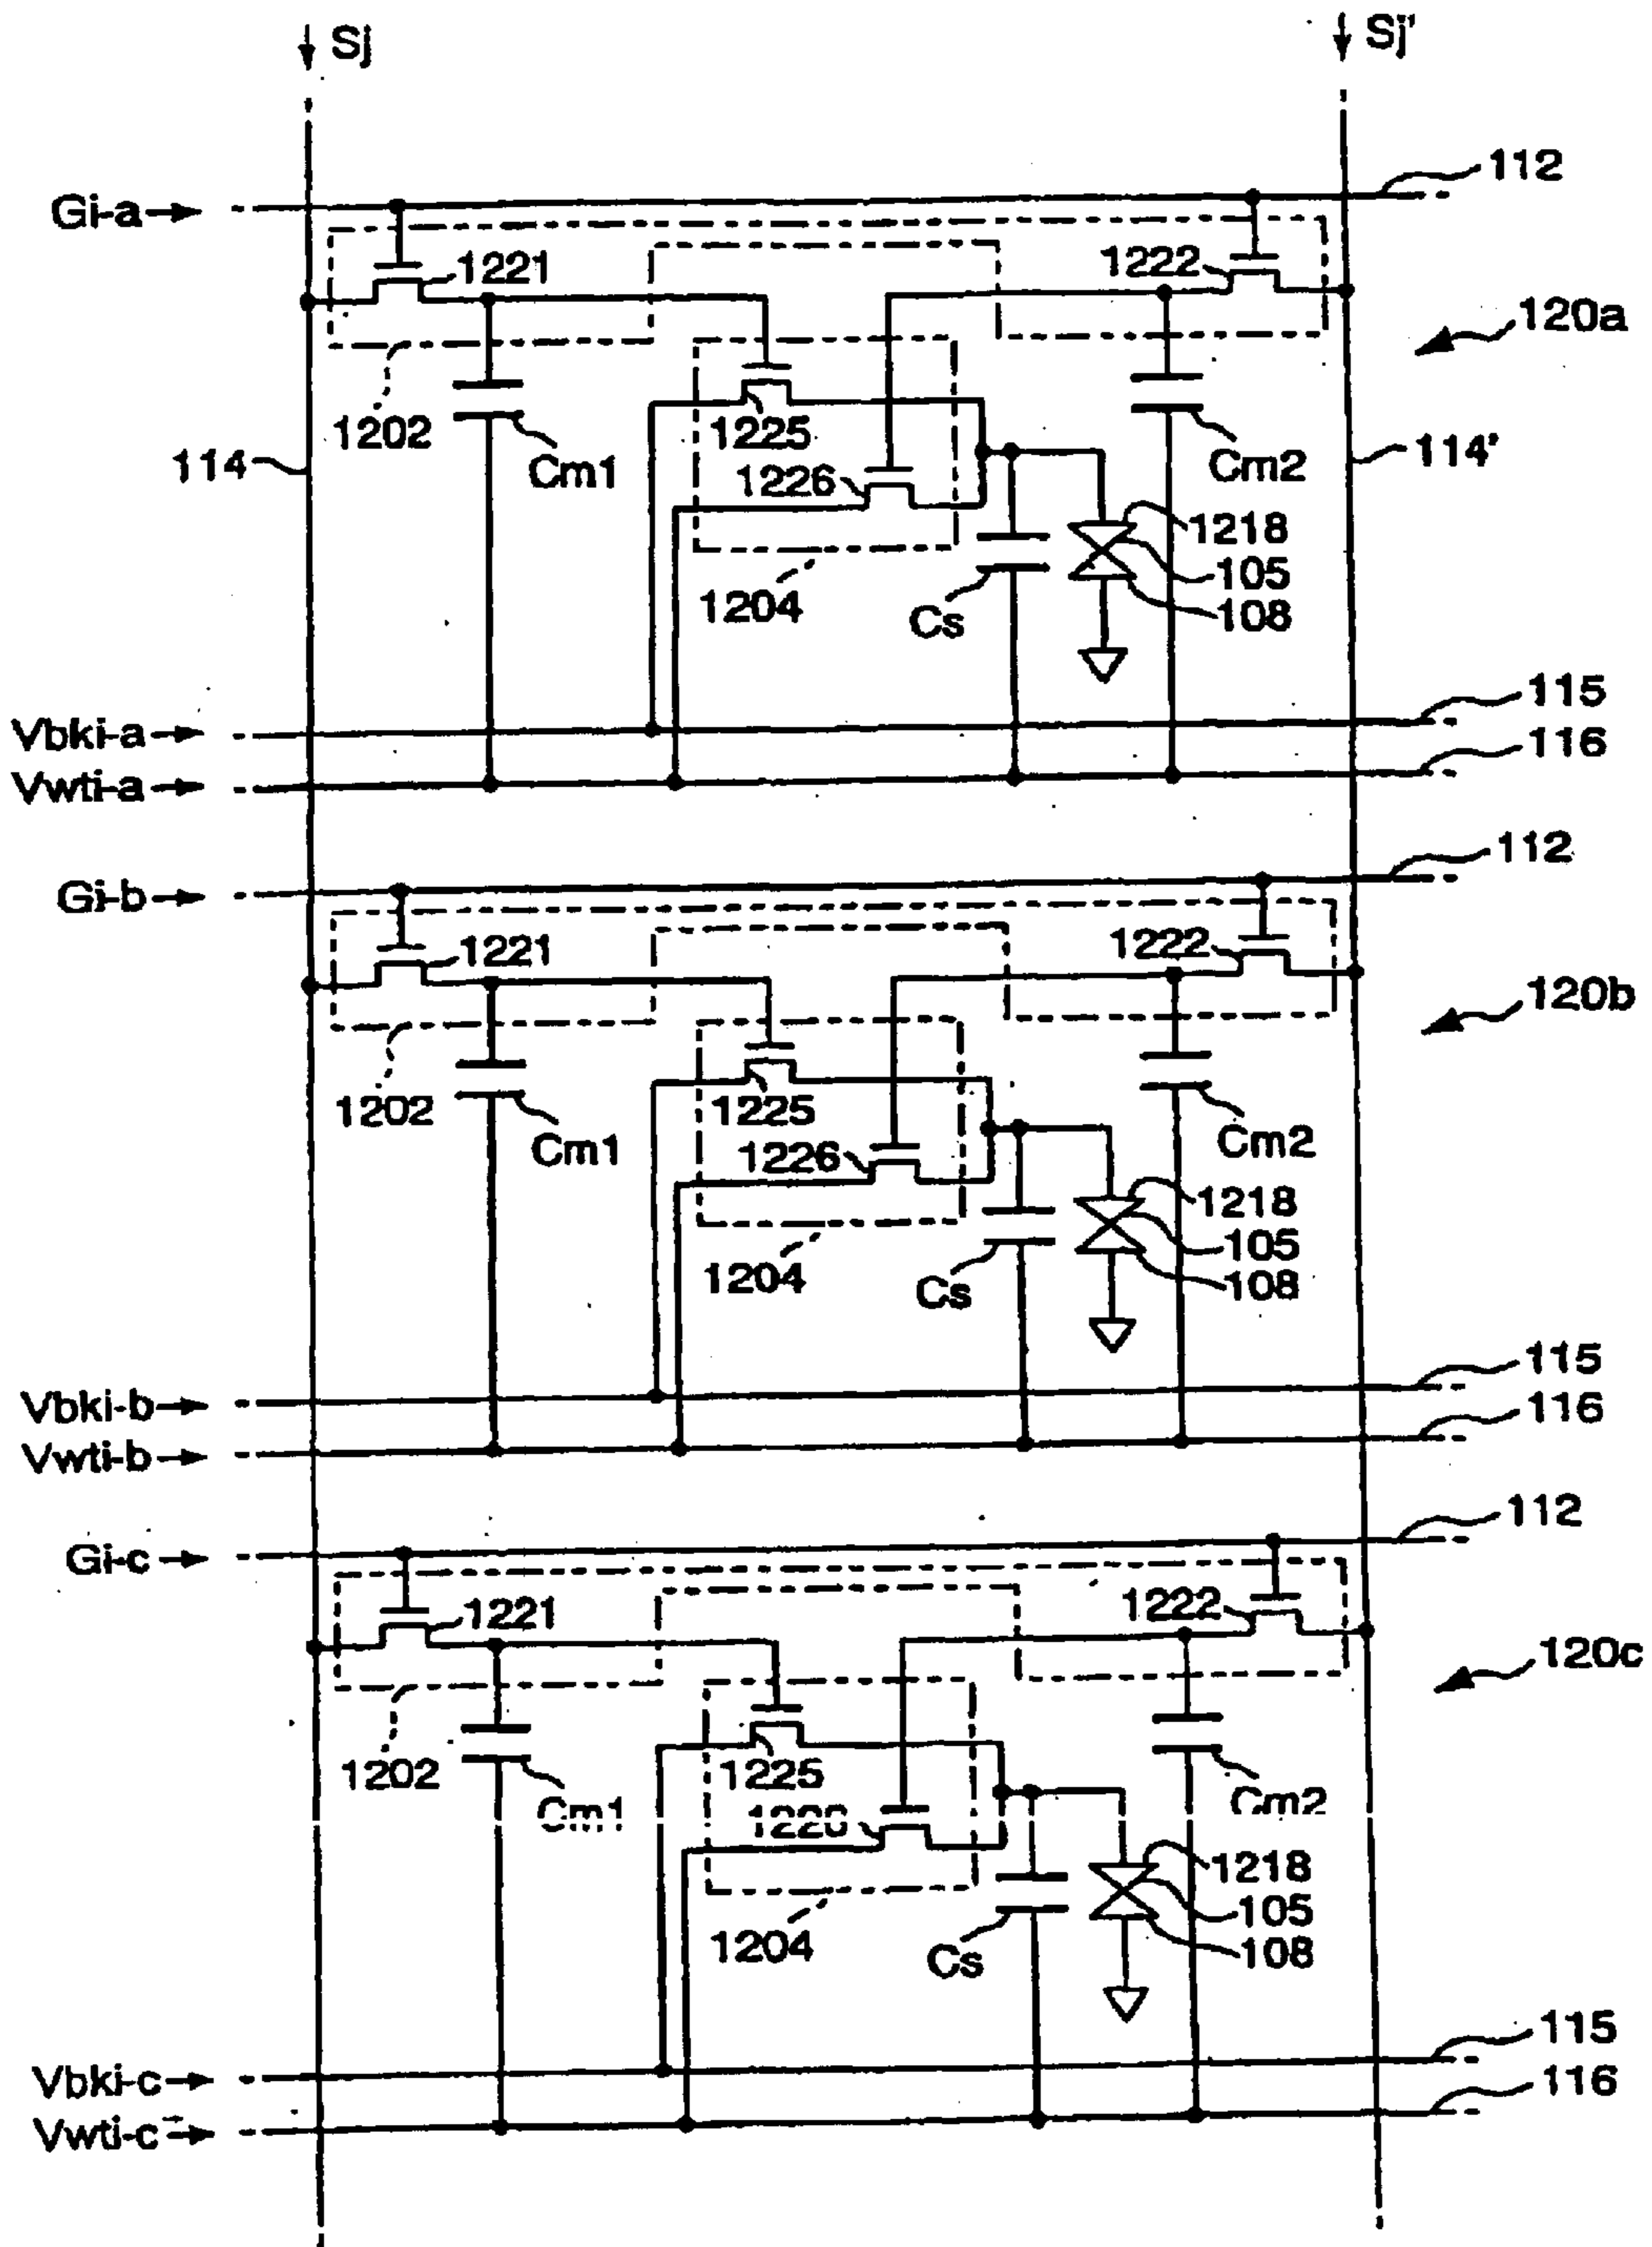 Sj Sj'
112
Gi-a
1221 1222
120a
1202 1225
114 Cm1 1226 Cm2 114'
1218
105
1204 Cs 108
115
Vbki-a
116
Vwti-a
112
Gi-b
1221 1222
120b
1202 1225
Cm1 1226 Cm2
1218
105
1204 Cs 108
115
Vbki-b
116
Vwti-b
112
Gi-c
1221 1222
120c
1202 1225
Cm1 Cm2
1218
105
1204 Cs 108
115
Vbki-c
116
Vwti-c